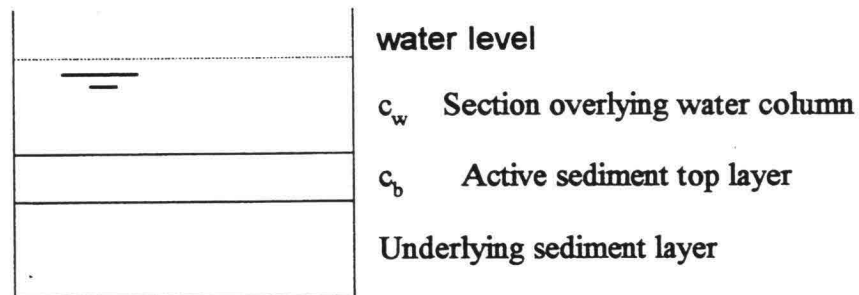 water level
c_w Section overlying water column
c_b Active sediment top layer
Underlying sediment layer